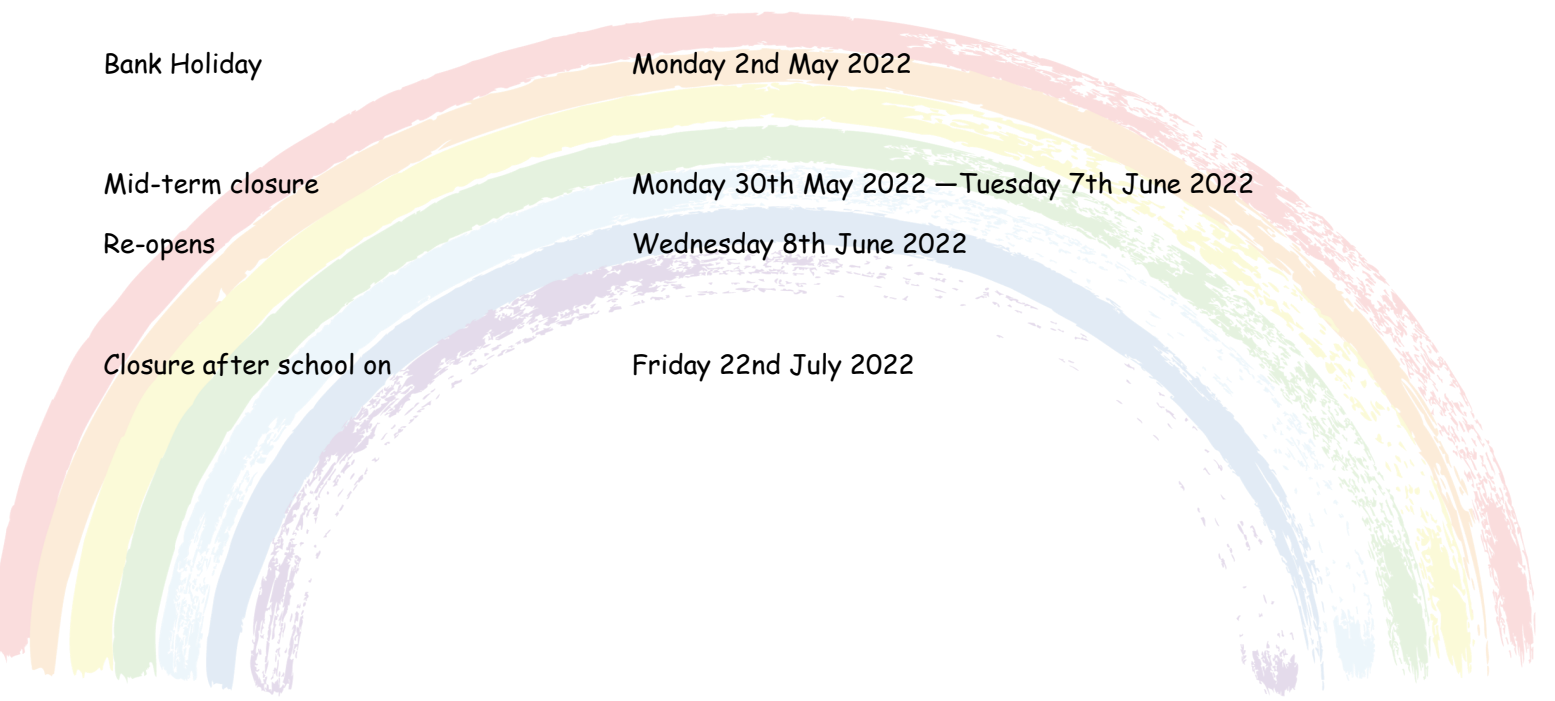 Bank Holiday Monday 2nd May 2022
Mid-term closure Monday 30th May 2022 —Tuesday 7th June 2022
Re-opens Wednesday 8th June 2022
Closure after school on Friday 22nd July 2022